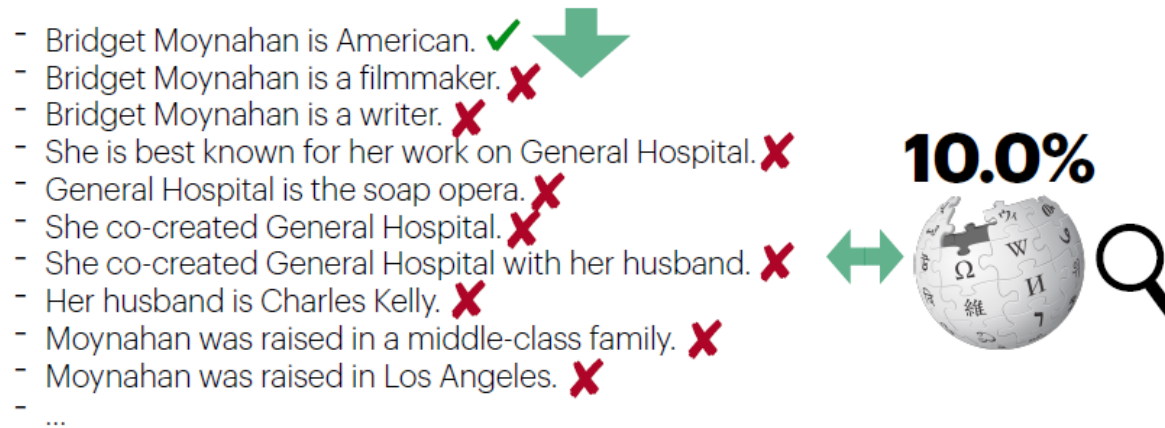 - Bridget Moynahan is American. ✓
- Bridget Moynahan is a filmmaker. ✘
- Bridget Moynahan is a writer. ✘
- She is best known for her work on General Hospital. ✘
- General Hospital is the soap opera. ✘
- She co-created General Hospital. ✘
- She co-created General Hospital with her husband. ✘
- Her husband is Charles Kelly. ✘
- Moynahan was raised in a middle-class family. ✘
- Moynahan was raised in Los Angeles. ✘
- ...
10.0%
Ω W И
維